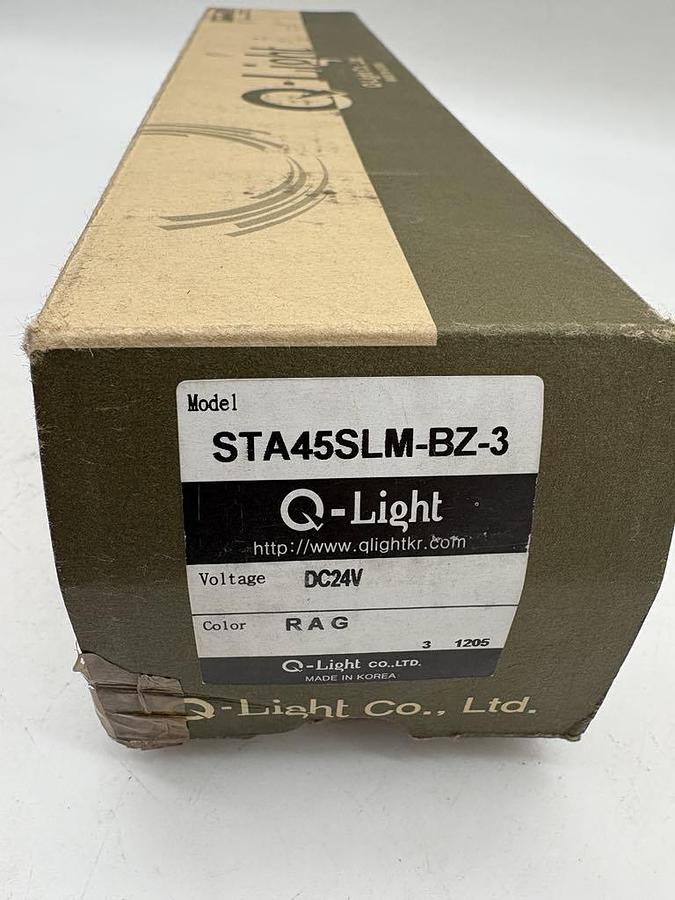 Q-Light
Model
STA45SLM-BZ-3
Q-Light
http://www.qlightkr.com
Voltage DC24V
Color RAG
3 1205
Q-Light CO.,LTD.
MADE IN KOREA
Q-Light Co., Ltd.